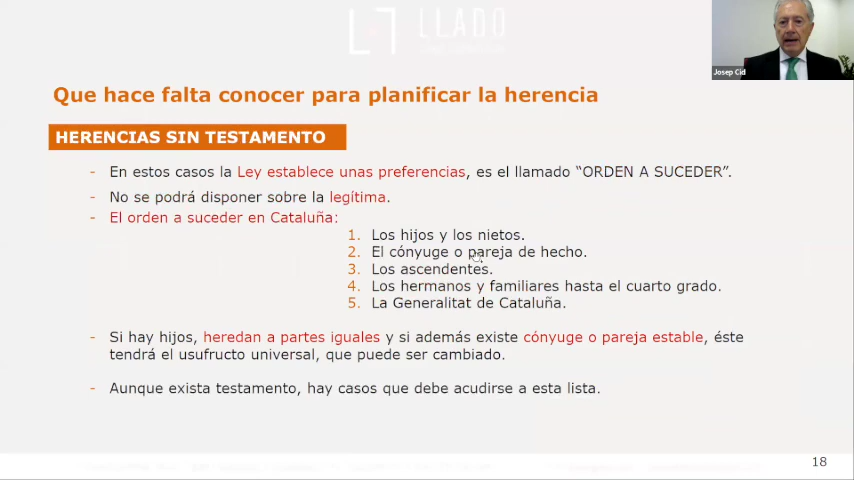 LLADO
Josep Cid
Que hace falta conocer para planificar la herencia
HERENCIAS SIN TESTAMENTO
- En estos casos la Ley establece unas preferencias, es el llamado “ORDEN A SUCEDER”.
- No se podrá disponer sobre la legítima.
- El orden a suceder en Cataluña:
1. Los hijos y los nietos.
2. El cónyuge o pareja de hecho.
3. Los ascendentes.
4. Los hermanos y familiares hasta el cuarto grado.
5. La Generalitat de Cataluña.
- Si hay hijos, heredan a partes iguales y si además existe cónyuge o pareja estable, éste
tendrá el usufructo universal, que puede ser cambiado.
- Aunque exista testamento, hay casos que debe acudirse a esta lista.
18